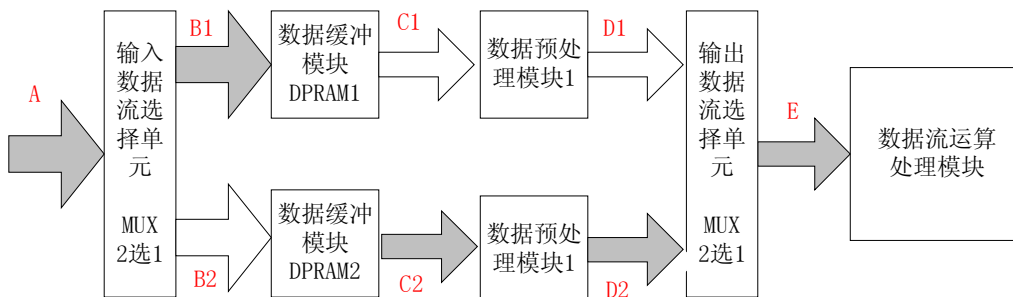 A
输入
数据
流选
择单
元
MUX
2选1
B1
B2
数据缓冲
模块
DPRAM1
数据缓冲
模块
DPRAM2
C1
C2
数据预处
理模块1
数据预处
理模块1
D1
D2
输出
数据
流选
择单
元
MUX
2选1
E
数据流运算
处理模块